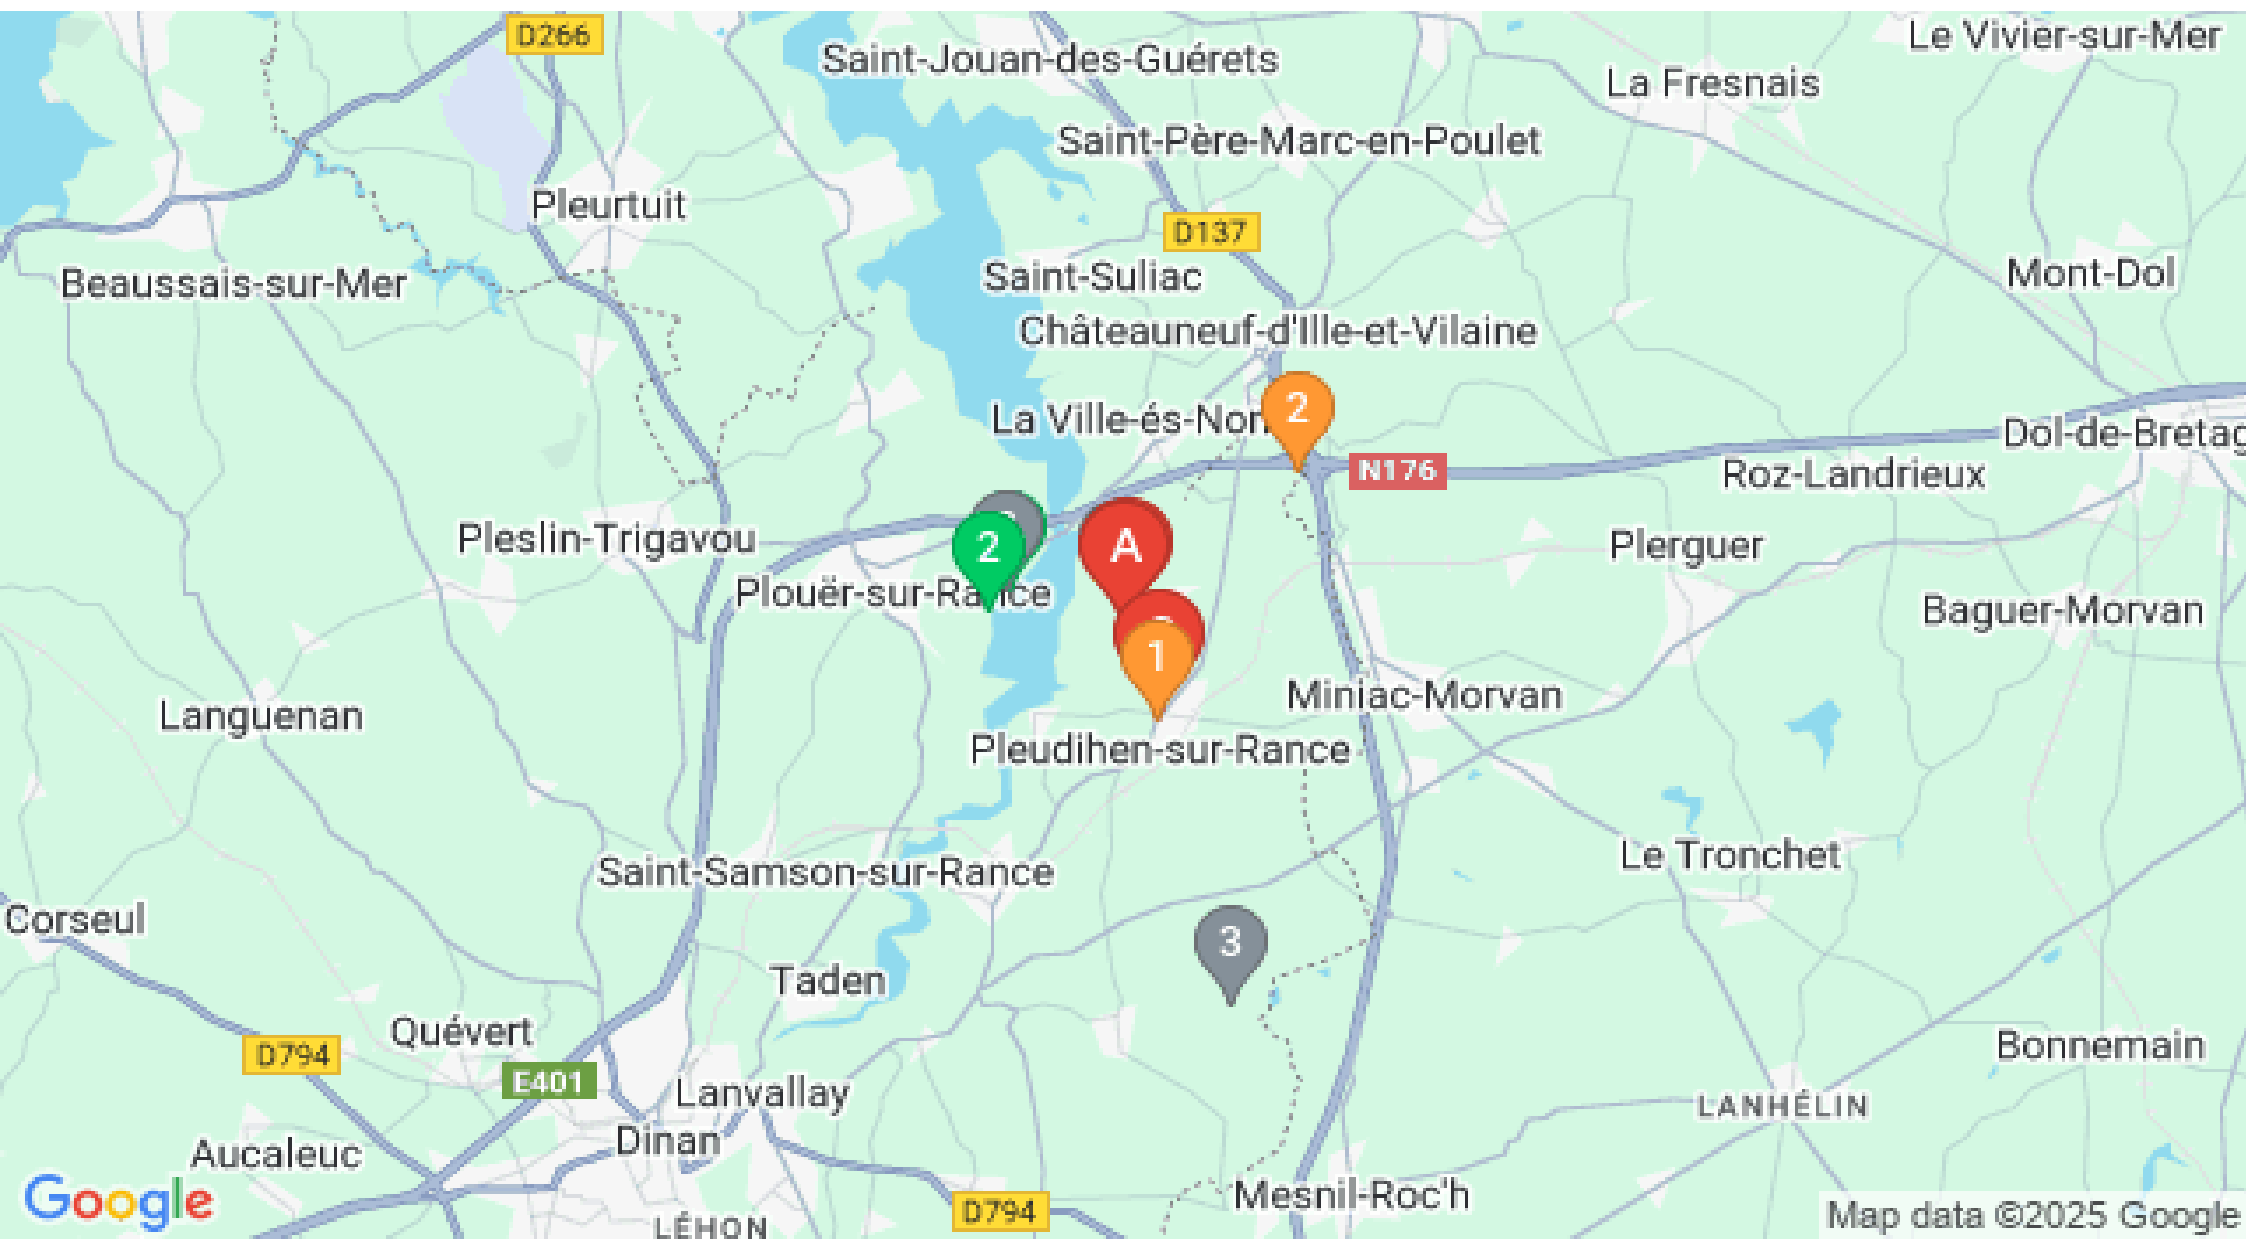 D266
Le Vivier-sur-Mer
Saint-Jouan-des-Guérets
La Fresnais
Saint-Père-Marc-en-Poulet
Pleurtuit
D137
Saint-Suliac
Mont-Dol
Beaussais-sur-Mer
Châteauneuf-d'Ille-et-Vilaine
2
La Ville-és-Non
Dol-de-Bretag
N176
Roz-Landrieux
Pleslin-Trigavou
2
A
Plerguer
Plouër-sur-Rance
Baguer-Morvan
1
Miniac-Morvan
Languenan
Pleudihen-sur-Rance
Le Tronchet
Saint-Samson-sur-Rance
Corseul
3
Taden
Quévert
Bonnemain
D794
E401
Lanvallay
LANHÉLIN
Dinan
Aucaleuc
Google
Mesnil-Roc'h
D794
Map data ©2025 Google
LÉHON